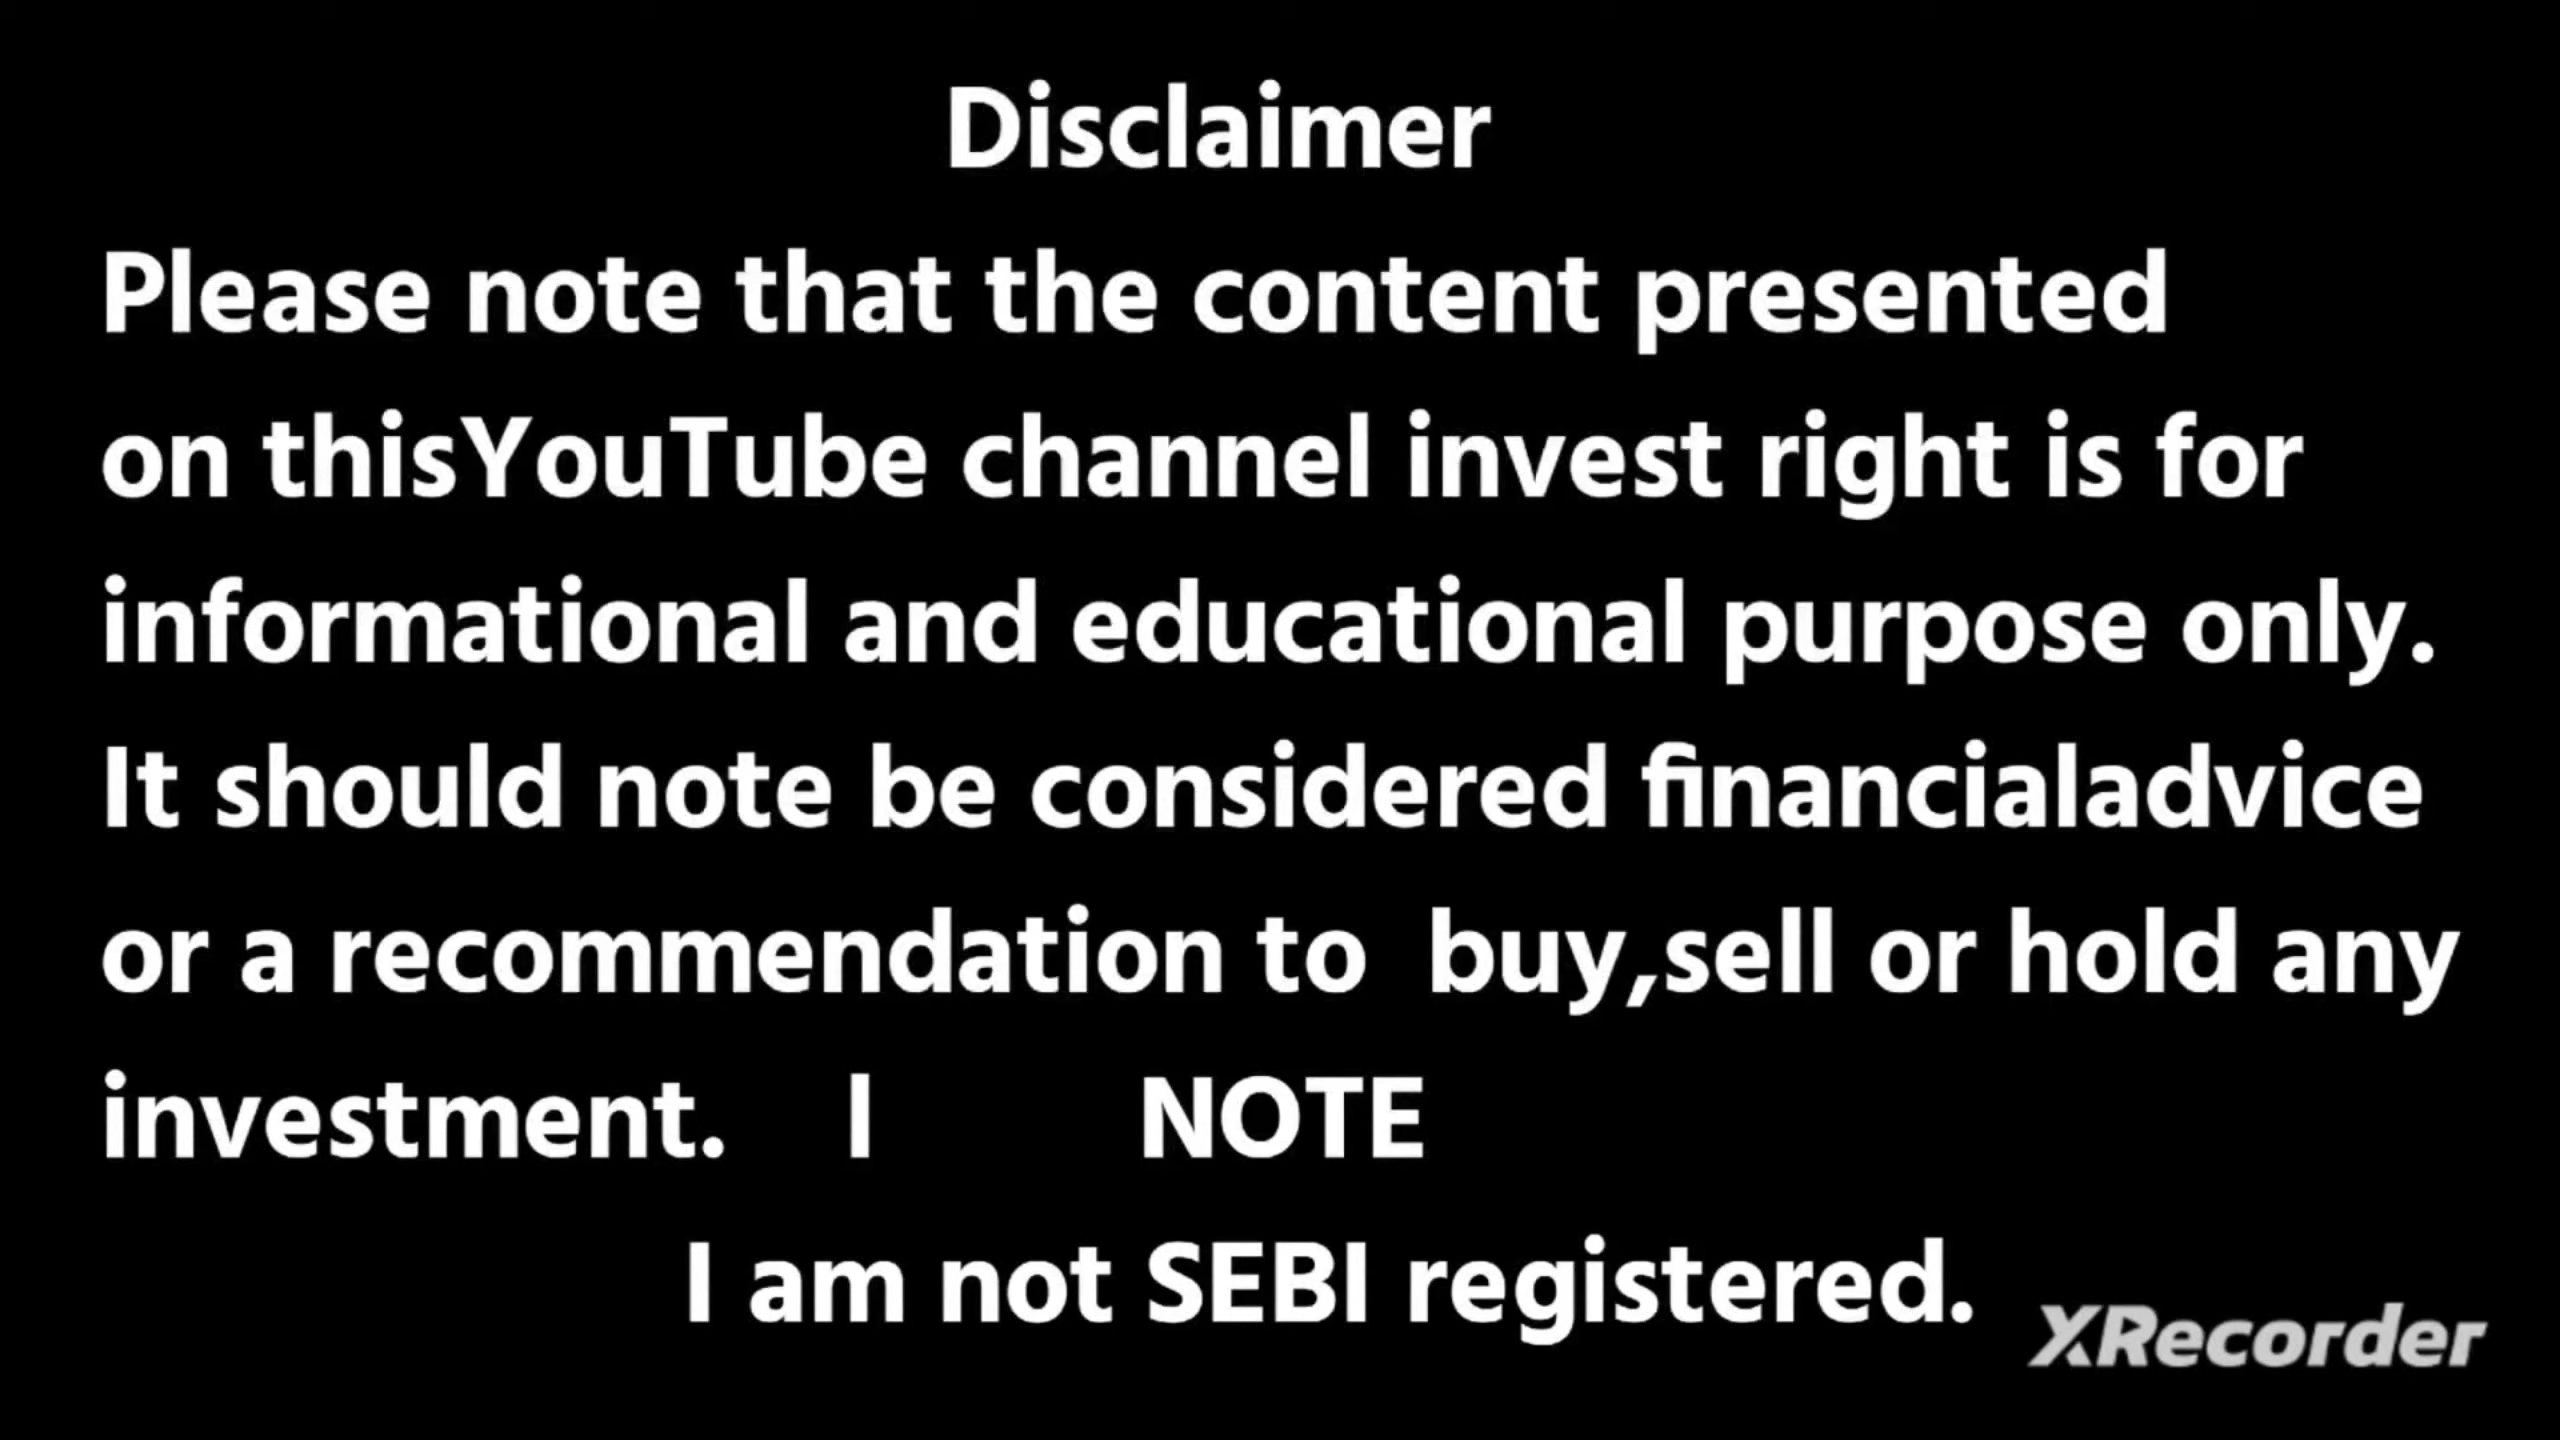 Disclaimer
Please note that the content presented
on thisYouTube channel invest right is for
informational and educational purpose only.
It should note be considered financialadvice
or a recommendation to  buy,sell or hold any
investment.   I        NOTE
I am not SEBI registered.
XRecorder